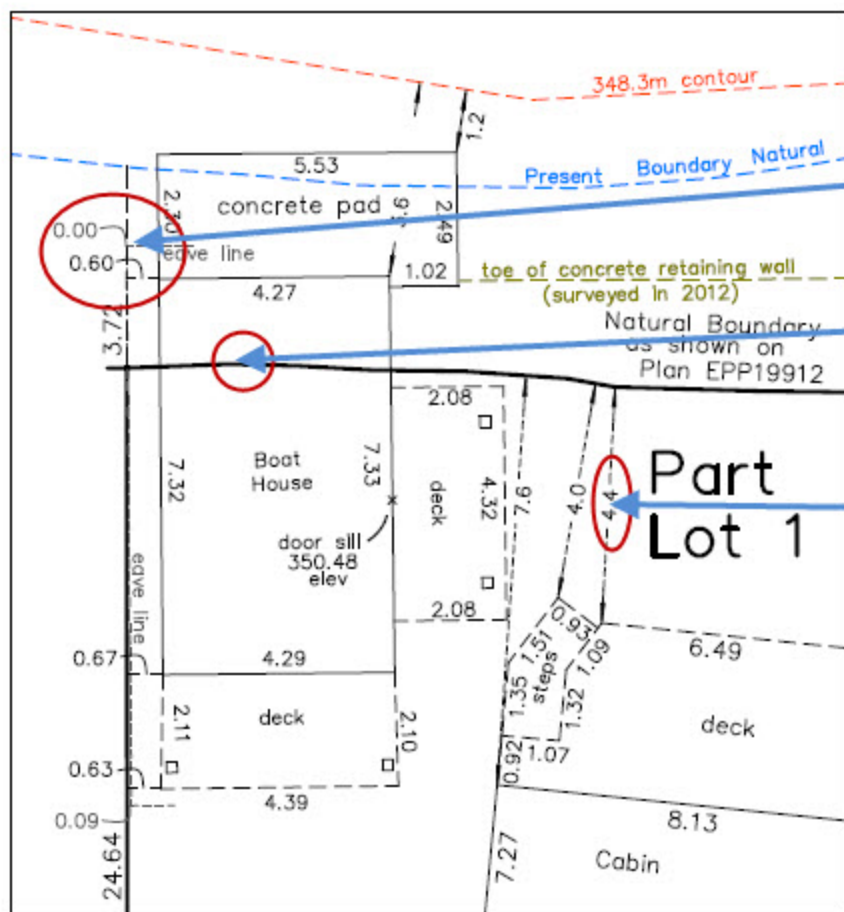 348.3m contour
1.2
5.53
Present Boundary Natural
concrete pad
2.49
0.00
eave line
0.60
1.02
toe of concrete retaining wall
(surveyed in 2012)
4.27
3.72
Natural Boundary
as shown on
Plan EPP19912
2.08
Part
Lot 1
Boat
House
7.32
7.33
deck
4.32
7.6
4.0
4.4
door sill
350.48
elev
eave line
2.08
0.93
6.49
1.09
1.51
steps
1.35
1.32
0.67
4.29
deck
2.11
2.10
deck
1.07
0.92
0.63
4.39
0.09
8.13
24.64
7.27
Cabin